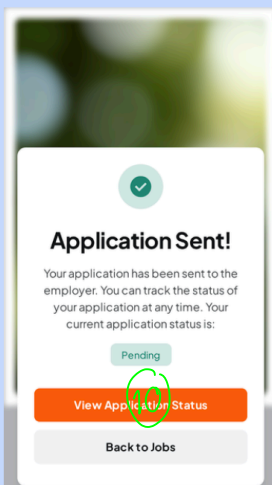 Application Sent!
Your application has been sent to the
employer. You can track the status of
your application at any time. Your
current application status is:
Pending
View Application Status
10
Back to Jobs